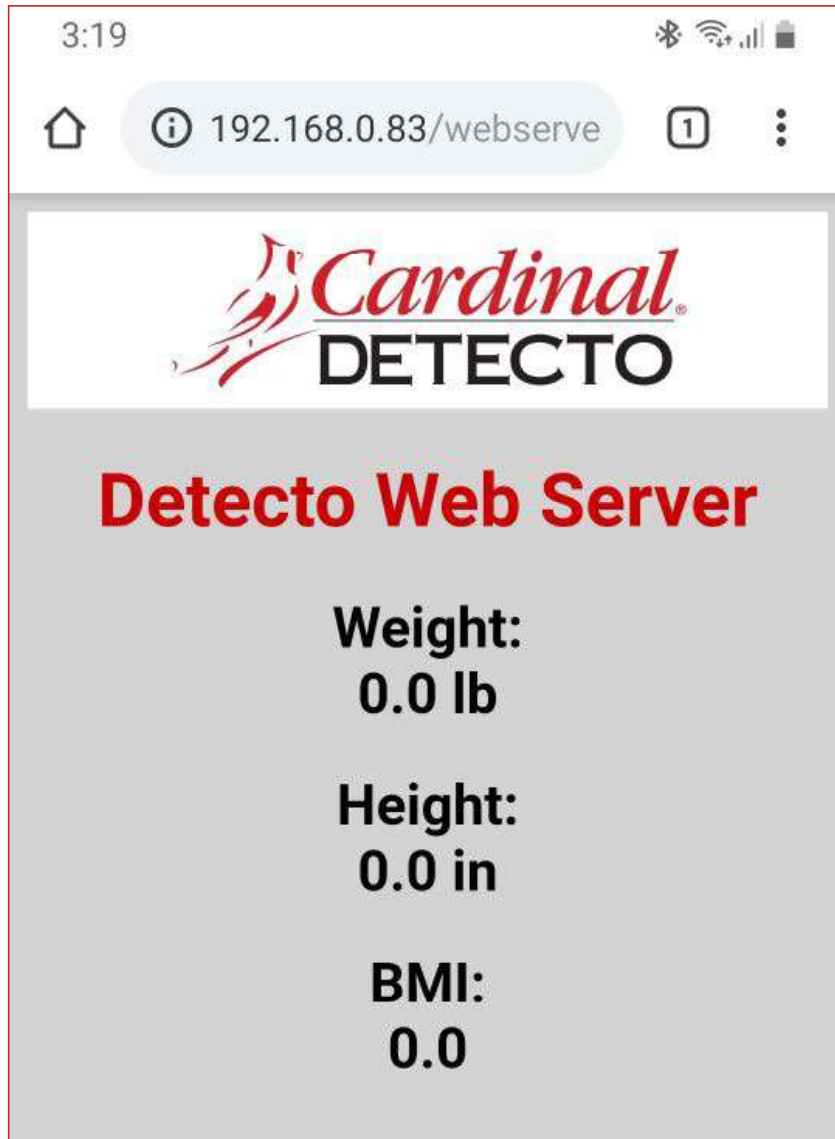 3:19
192.168.0.83/webserve
1
Cardinal®
DETECTO
Detecto Web Server
Weight:
0.0 lb
Height:
0.0 in
BMI:
0.0